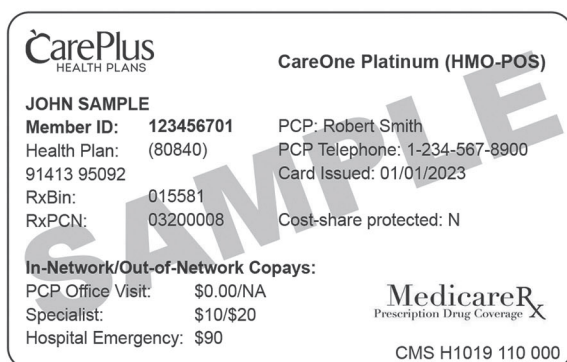 CarePlus
HEALTH PLANS
CareOne Platinum (HMO-POS)
JOHN SAMPLE
Member ID: 123456701
Health Plan: (80840)
91413 95092
RxBin: 015581
RxPCN: 03200008
PCP: Robert Smith
PCP Telephone: 1-234-567-8900
Card Issued: 01/01/2023
Cost-share protected: N
In-Network/Out-of-Network Copays:
PCP Office Visit: $0.00/NA
Specialist: $10/$20
Hospital Emergency: $90
MedicareRx
Prescription Drug Coverage
CMS H1019 110 000
SAMPLE